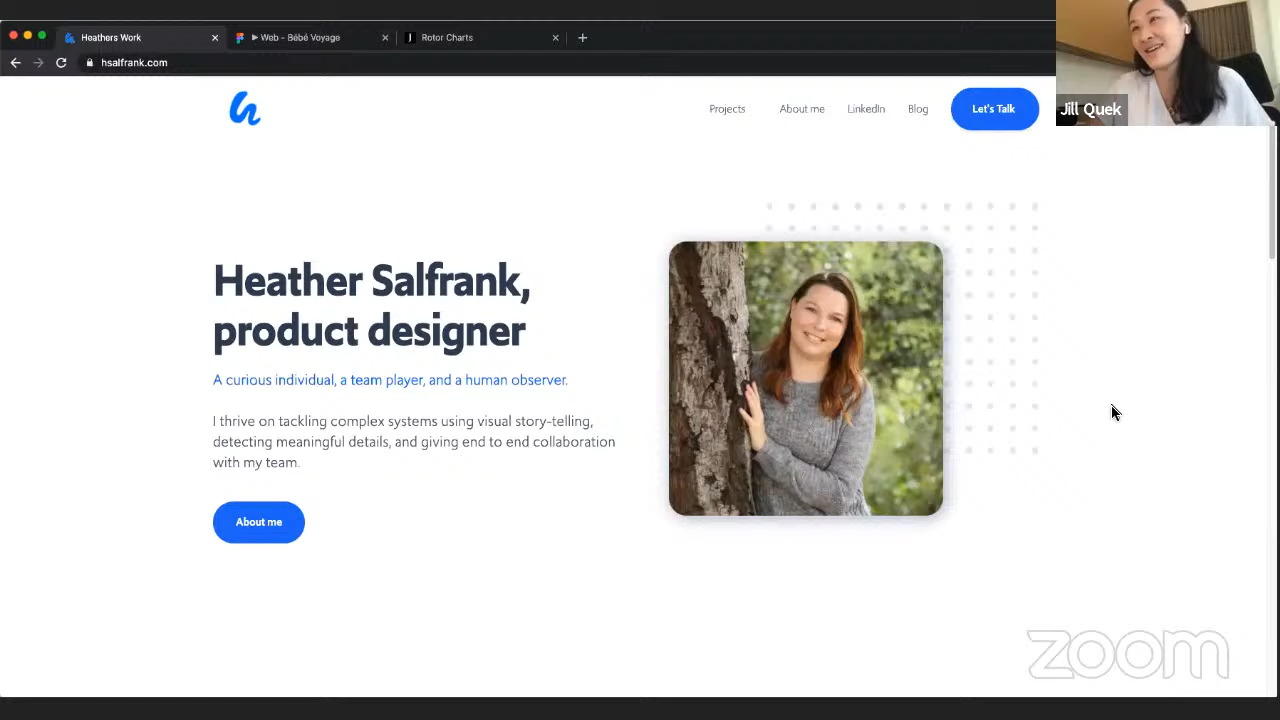 Heathers Work
Web - Bébé Voyage
Rotor Charts
hsalfrank.com
Jill Quek
Projects
About me
LinkedIn
Blog
Let's Talk
Heather Salfrank,
product designer
A curious individual, a team player, and a human observer.
I thrive on tackling complex systems using visual story-telling,
detecting meaningful details, and giving end to end collaboration
with my team.
About me
zoom